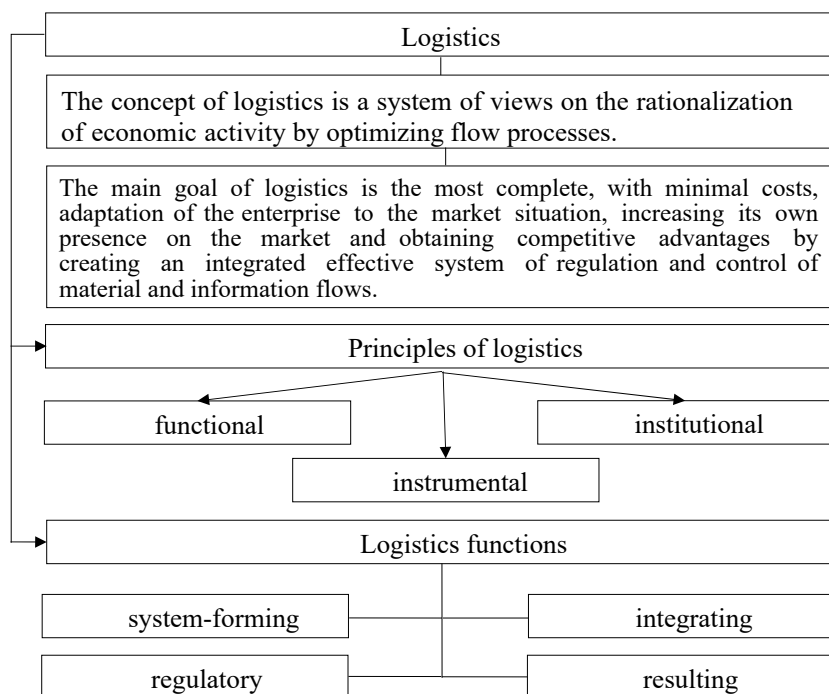 Logistics
The concept of logistics is a system of views on the rationalization
of economic activity by optimizing flow processes.
The main goal of logistics is the most complete, with minimal costs,
adaptation of the enterprise to the market situation, increasing its own
presence on the market and obtaining competitive advantages by
creating an integrated effective system of regulation and control of
material and information flows.
Principles of logistics
functional
institutional
instrumental
Logistics functions
system-forming
integrating
regulatory
resulting